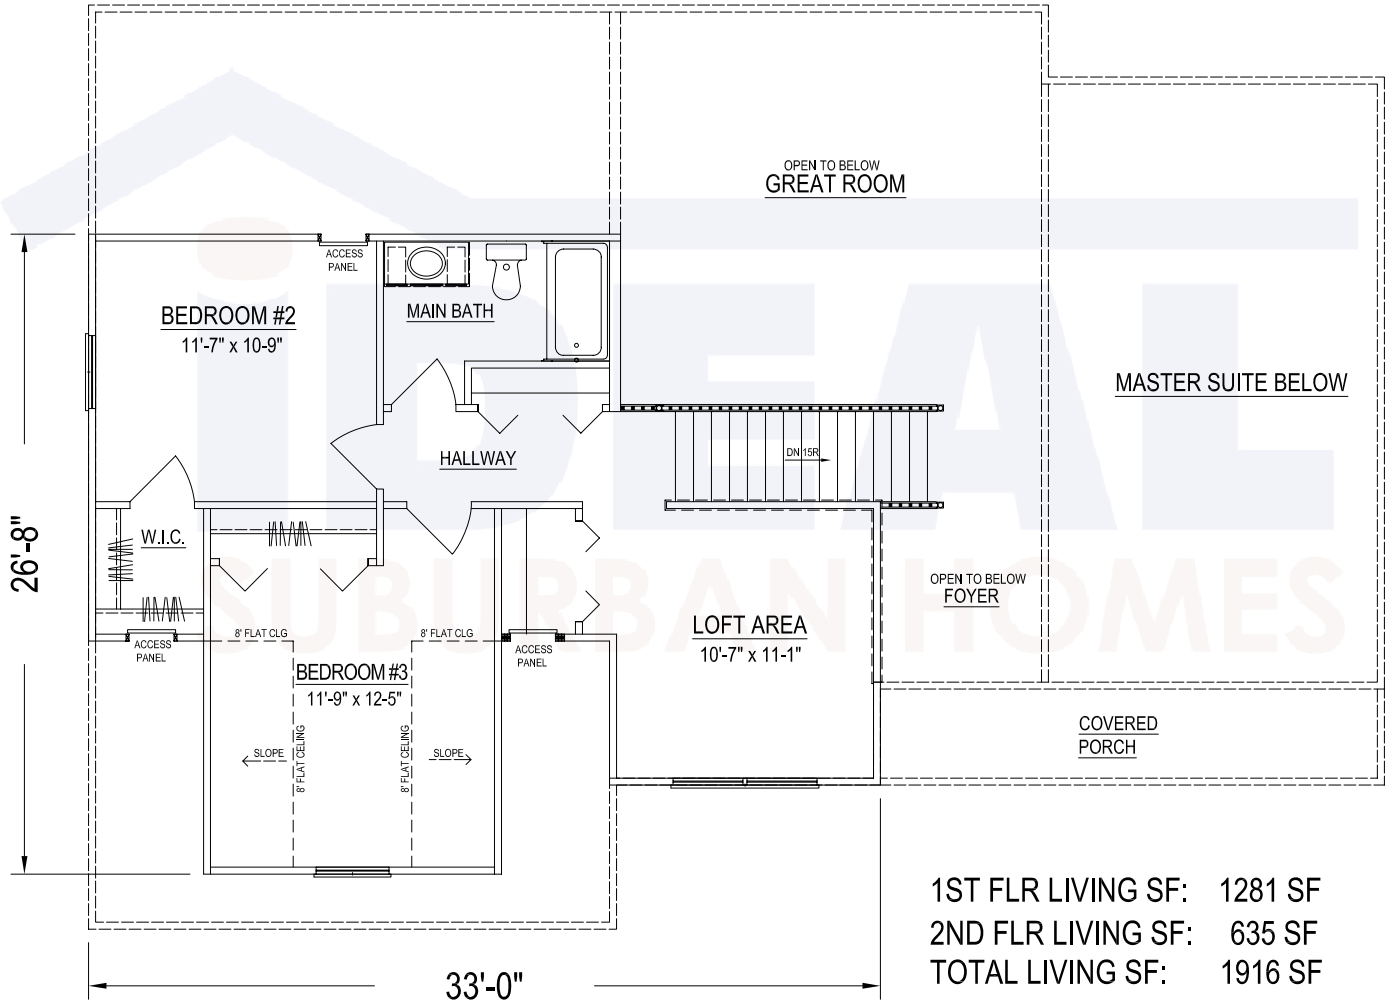 OPEN TO BELOW
GREAT ROOM
ACCESS
PANEL
BEDROOM #2
11'-7" x 10-9"
MAIN BATH
MASTER SUITE BELOW
HALLWAY
DN 15R
W.I.C.
26'-8"
OPEN TO BELOW
FOYER
LOFT AREA
10'-7" x 11-1"
ACCESS
PANEL
8' FLAT CLG
8' FLAT CLG
ACCESS
PANEL
BEDROOM #3
11'-9" x 12-5"
SLOPE
8' FLAT CELING
8' FLAT CELING
SLOPE
COVERED
PORCH
1ST FLR LIVING SF: 1281 SF
2ND FLR LIVING SF: 635 SF
TOTAL LIVING SF: 1916 SF
33'-0"
iDEAL
SUBURBAN HOMES